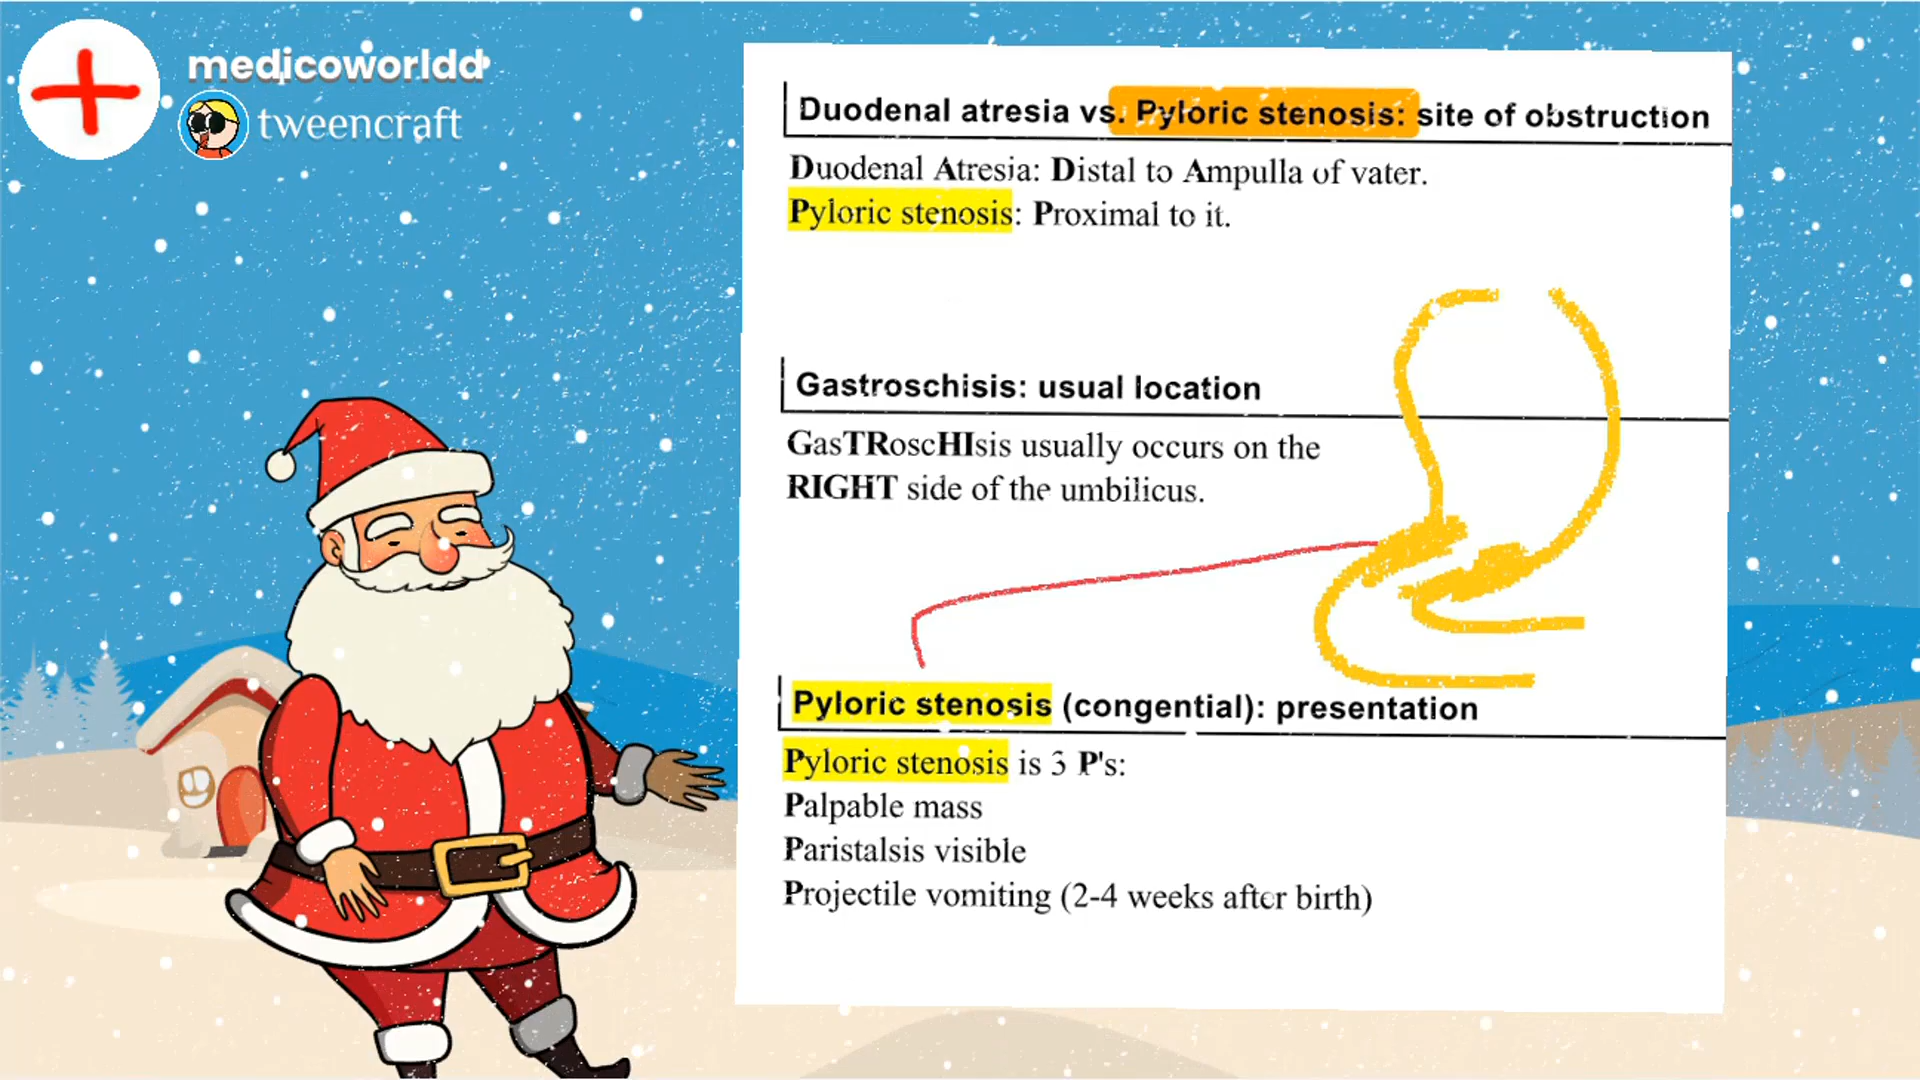 medicoworldd
tweencraft
Duodenal atresia vs. Pyloric stenosis: site of obstruction
Duodenal Atresia: Distal to Ampulla of vater.
Pyloric stenosis: Proximal to it.
Gastroschisis: usual location
GasTRoscHIsis usually occurs on the
RIGHT side of the umbilicus.
Pyloric stenosis (congential): presentation
Pyloric stenosis is 3 P's:
Palpable mass
Paristalsis visible
Projectile vomiting (2-4 weeks after birth)